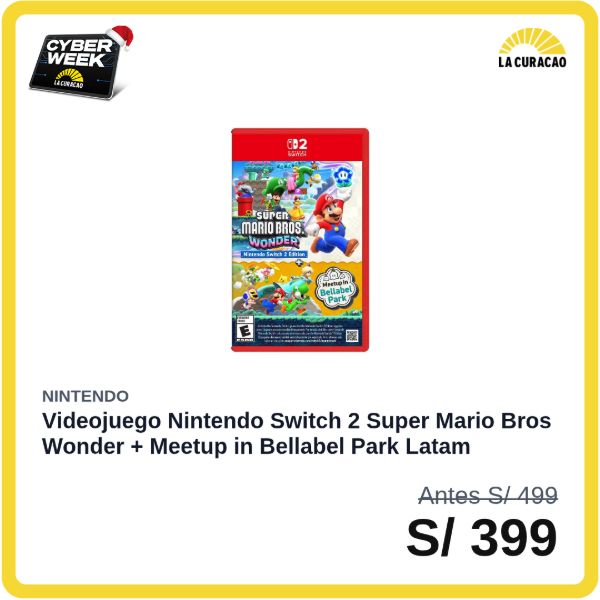 CYBER
WEEK
LA CURACAO
LA CURACAO
2
SUPER
MARIO BROS.
WONDER
Nintendo Switch 2 Edition
+
Meetup in
Bellabel
Park
E
NINTENDO
Videojuego Nintendo Switch 2 Super Mario Bros
Wonder + Meetup in Bellabel Park Latam
Antes S/ 499
S/ 399